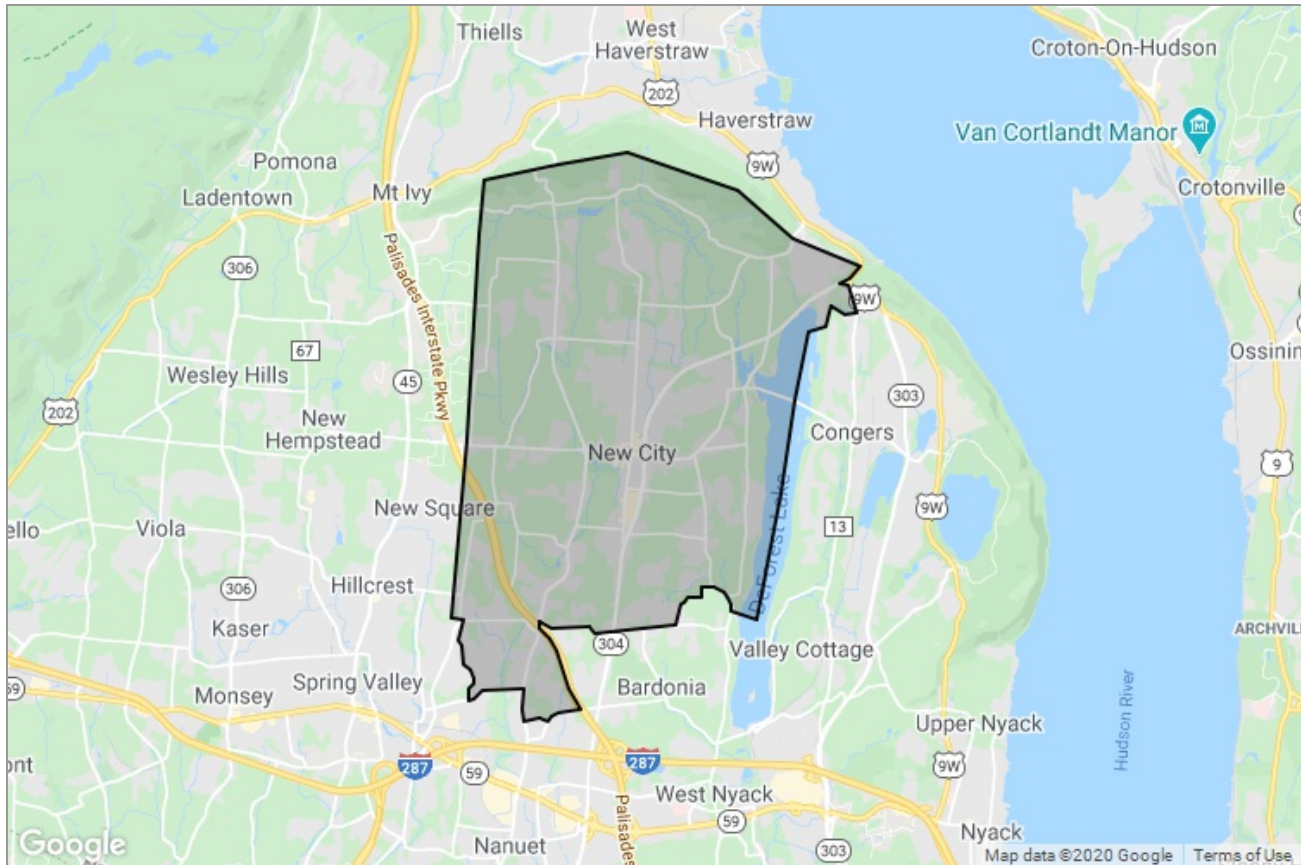 Thiells
West
Haverstraw
Croton-On-Hudson
202
Haverstraw
Van Cortlandt Manor
Pomona
9W
Ladentown
Mt Ivy
Crotonville
306
Palisades Interstate Pkwy
9W
67
Ossinin
Wesley Hills
45
303
202
New
Hempstead
Congers
New City
9
New Square
9W
ello
Viola
13
DeForest Lake
Hillcrest
306
Kaser
304
ARCHVILL
Valley Cottage
59
Monsey
Spring Valley
Bardonia
Hudson River
Upper Nyack
ont
287
59
287
9W
West Nyack
59
Palisades
Nanuet
303
Nyack
Google
Map data ©2020 Google
Terms of Use